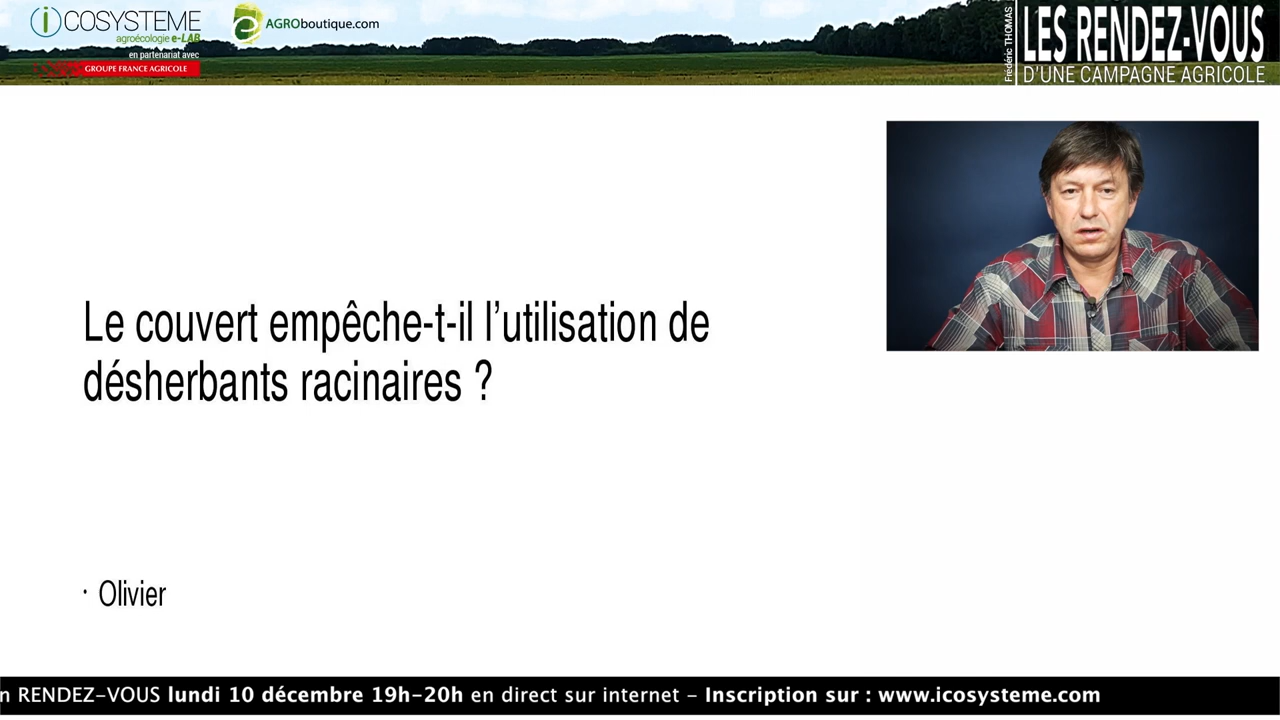 iCOSYSTEME
agroécologie e-LAB
en partenariat avec
GROUPE FRANCE AGRICOLE
e AGROboutique.com
Frédéric THOMAS
LES RENDEZ-VOUS
D'UNE CAMPAGNE AGRICOLE
Le couvert empêche-t-il l’utilisation de
désherbants racinaires ?
· Olivier
n RENDEZ-VOUS lundi 10 décembre 19h-20h en direct sur internet – Inscription sur : www.icosysteme.com